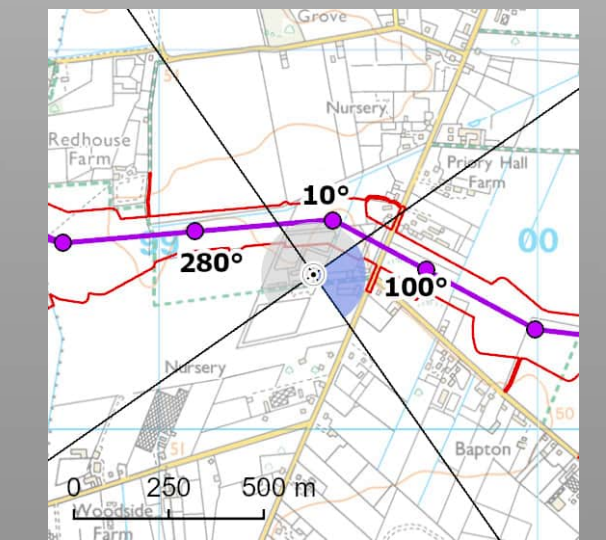 Grove
51
Nursery
Redhouse
Farm
Priory Hall
Farm
10°
99
00
280°
100°
Nursery
50
51
Bapton
0 250 500 m
Woodside
Farm